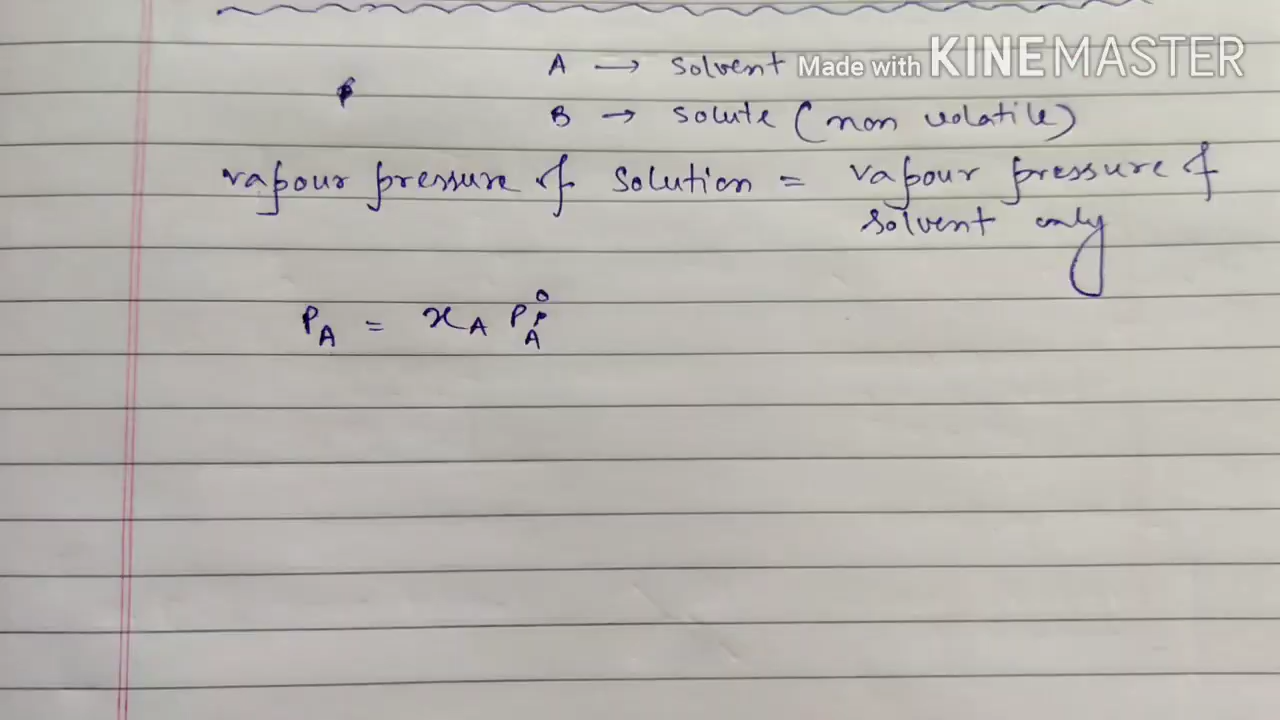 A → solvent Made with KINEMASTER
B → solute (non volatile)
vapour pressure of solution = vapour pressure of
solvent only
P_A = x_A P°_A